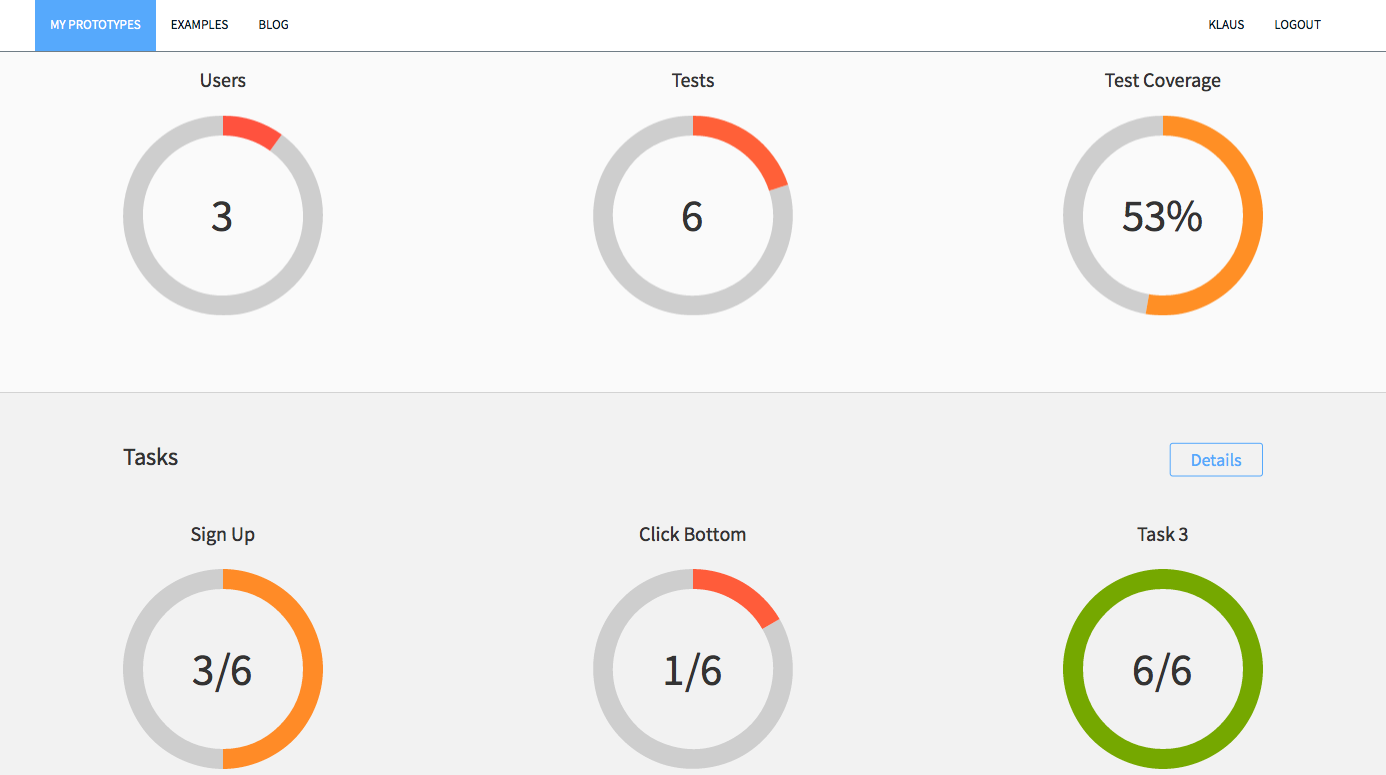 MY PROTOTYPES EXAMPLES BLOG KLAUS LOGOUT
Users Tests Test Coverage
3 6 53%
Tasks Details
Sign Up Click Bottom Task 3
3/6 1/6 6/6